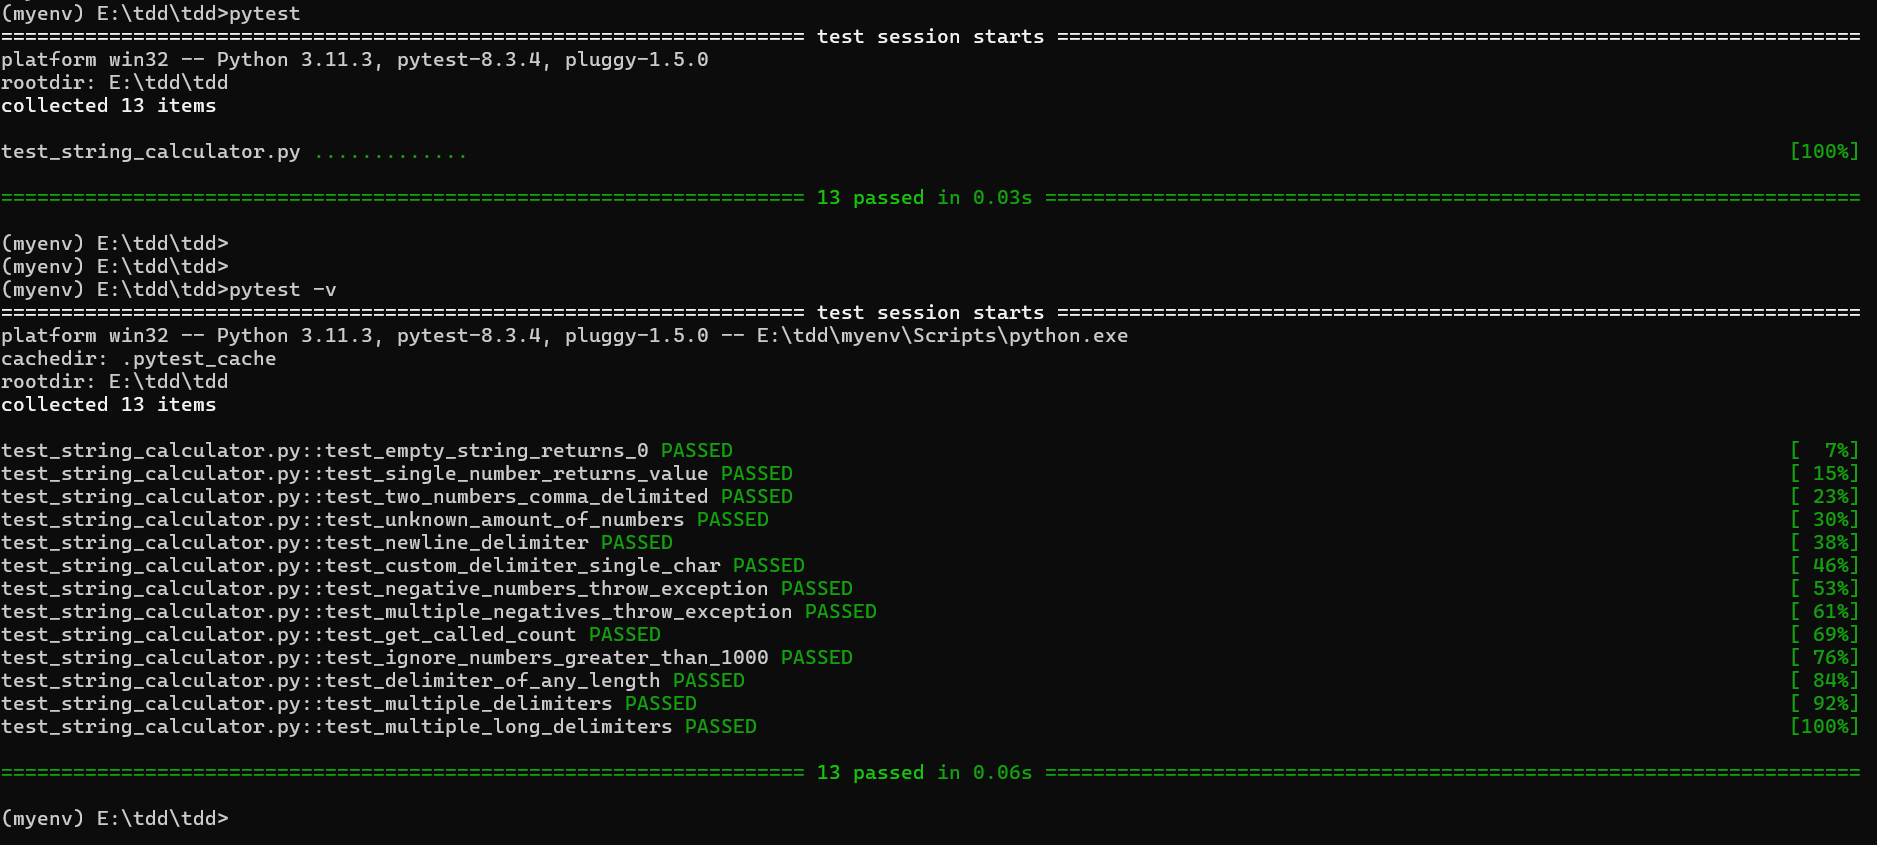 (myenv) E:\tdd\tdd>pytest
=================================================================== test session starts ===================================================================
platform win32 -- Python 3.11.3, pytest-8.3.4, pluggy-1.5.0
rootdir: E:\tdd\tdd
collected 13 items
test_string_calculator.py ............. [100%]
=================================================================== 13 passed in 0.03s ====================================================================
(myenv) E:\tdd\tdd>
(myenv) E:\tdd\tdd>
(myenv) E:\tdd\tdd>pytest -v
=================================================================== test session starts ===================================================================
platform win32 -- Python 3.11.3, pytest-8.3.4, pluggy-1.5.0 -- E:\tdd\myenv\Scripts\python.exe
cachedir: .pytest_cache
rootdir: E:\tdd\tdd
collected 13 items
test_string_calculator.py::test_empty_string_returns_0 PASSED [  7%]
test_string_calculator.py::test_single_number_returns_value PASSED [ 15%]
test_string_calculator.py::test_two_numbers_comma_delimited PASSED [ 23%]
test_string_calculator.py::test_unknown_amount_of_numbers PASSED [ 30%]
test_string_calculator.py::test_newline_delimiter PASSED [ 38%]
test_string_calculator.py::test_custom_delimiter_single_char PASSED [ 46%]
test_string_calculator.py::test_negative_numbers_throw_exception PASSED [ 53%]
test_string_calculator.py::test_multiple_negatives_throw_exception PASSED [ 61%]
test_string_calculator.py::test_get_called_count PASSED [ 69%]
test_string_calculator.py::test_ignore_numbers_greater_than_1000 PASSED [ 76%]
test_string_calculator.py::test_delimiter_of_any_length PASSED [ 84%]
test_string_calculator.py::test_multiple_delimiters PASSED [ 92%]
test_string_calculator.py::test_multiple_long_delimiters PASSED [100%]
=================================================================== 13 passed in 0.06s ====================================================================
(myenv) E:\tdd\tdd>